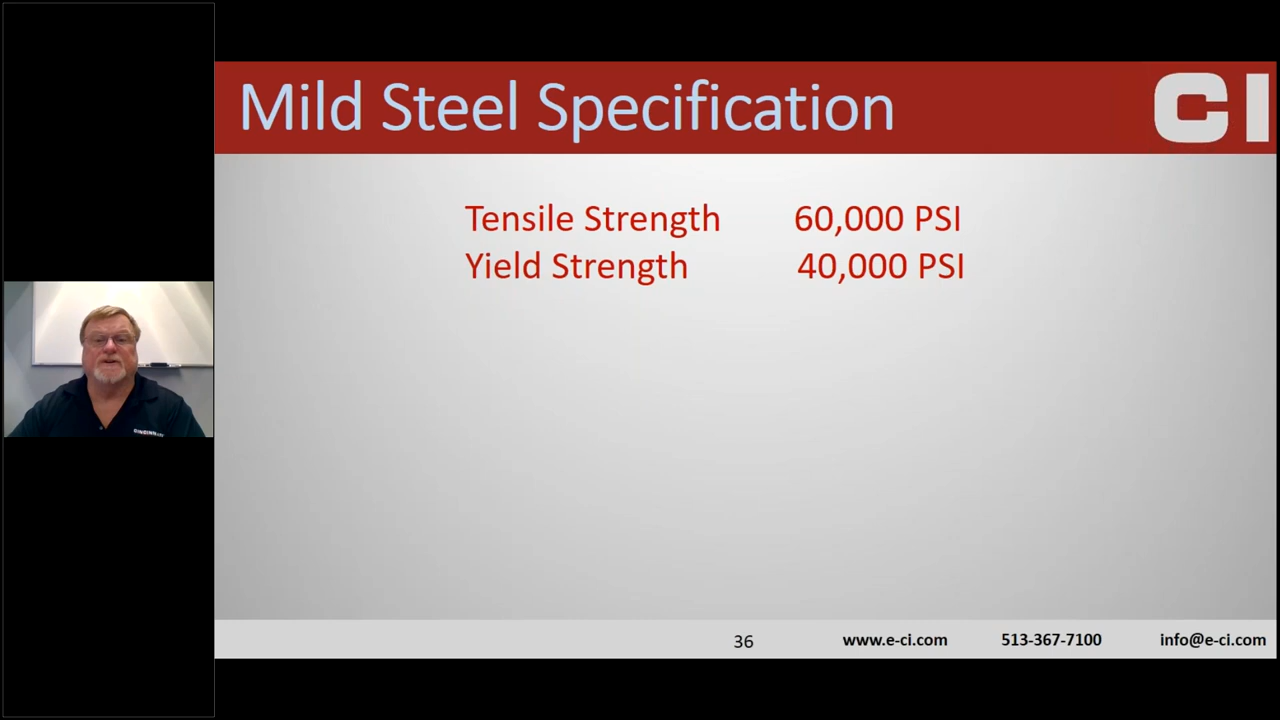 Mild Steel Specification
CI
Tensile Strength 60,000 PSI
Yield Strength 40,000 PSI
36 www.e-ci.com 513-367-7100 info@e-ci.com